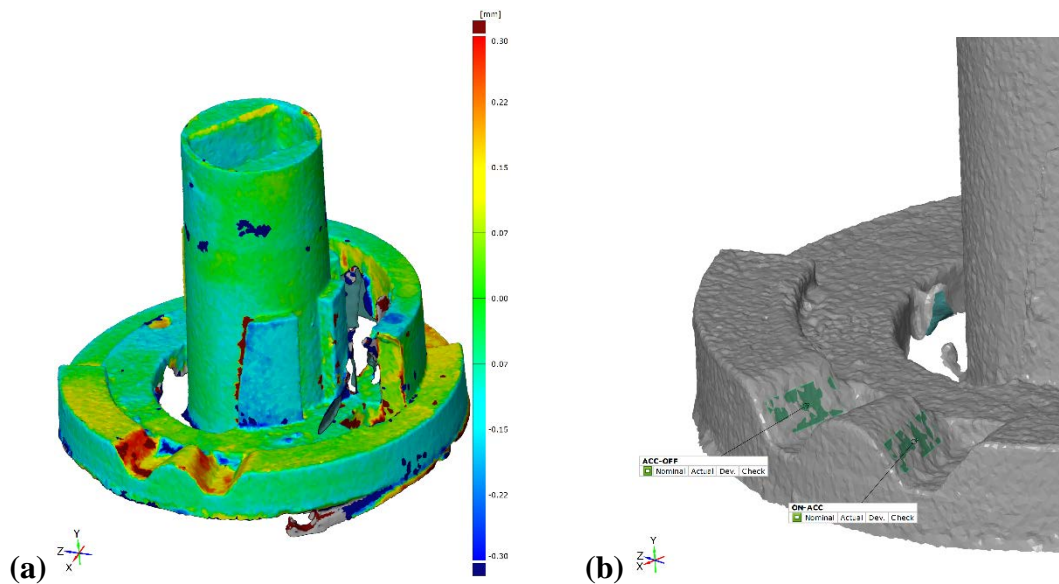 [mm]
0.30
0.22
0.15
0.07
0.00
-0.07
-0.15
-0.22
-0.30
Y
Z
X
(a)
ACC-OFF
Nominal Actual Dev. Check
ON-ACC
Nominal Actual Dev. Check
Y
Z
X
(b)